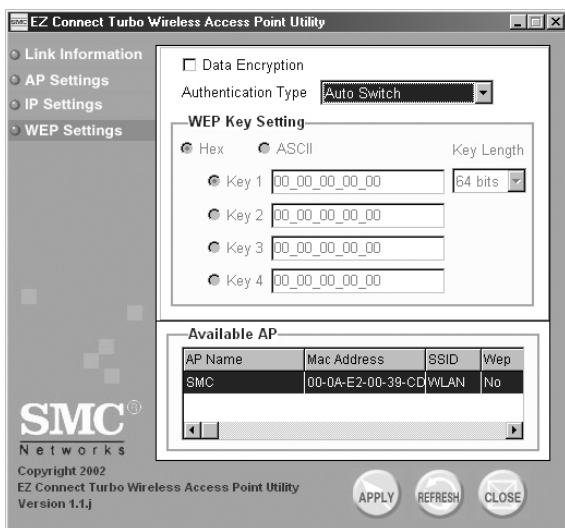 SMC EZ Connect Turbo Wireless Access Point Utility
Link Information
AP Settings
IP Settings
WEP Settings
Data Encryption
Authentication Type Auto Switch
WEP Key Setting
Hex ASCII Key Length
Key 1 00_00_00_00_00 64 bits
Key 2 00_00_00_00_00
Key 3 00_00_00_00_00
Key 4 00_00_00_00_00
Available AP
AP Name Mac Address SSID Wep
SMC 00-0A-E2-00-39-CD WLAN No
SMC®
Networks
Copyright 2002
EZ Connect Turbo Wireless Access Point Utility
Version 1.1.j
APPLY REFRESH CLOSE